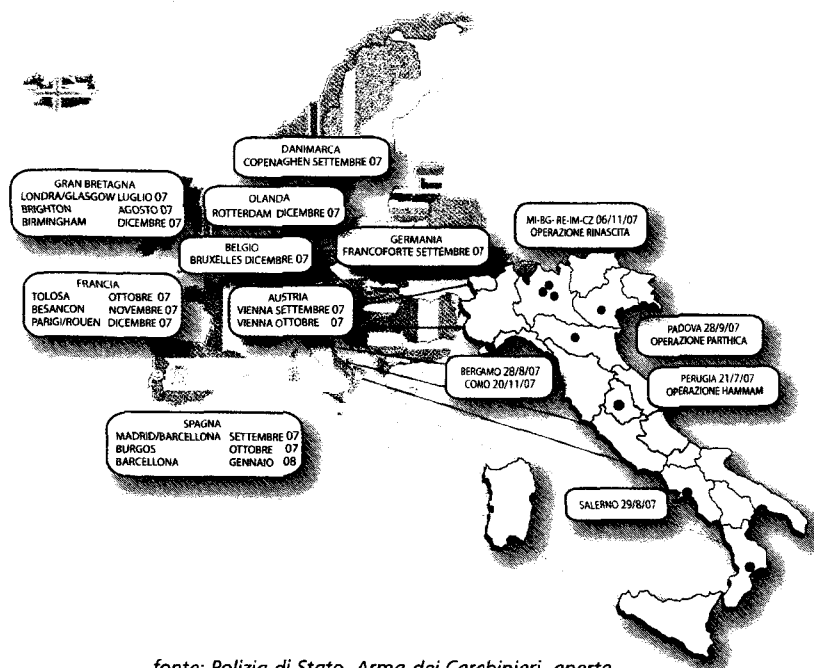 DANIMARCA
COPENAGHEN SETTEMBRE 07
GRAN BRETAGNA
LONDRA/GLASGOW LUGLIO 07
BRIGHTON AGOSTO 07
BIRMINGHAM DICEMBRE 07
OLANDA
ROTTERDAM DICEMBRE 07
BELGIO
BRUXELLES DICEMBRE 07
GERMANIA
FRANCOFORTE SETTEMBRE 07
MI-BG-RE-IM-CZ 06/11/07
OPERAZIONE RINASCITA
FRANCIA
TOLOSA OTTOBRE 07
BESANCON NOVEMBRE 07
PARIGI/ROUEN DICEMBRE 07
AUSTRIA
VIENNA SETTEMBRE 07
VIENNA OTTOBRE 07
PADOVA 28/9/07
OPERAZIONE PARTHICA
BERGAMO 28/8/07
COMO 20/11/07
PERUGIA 21/7/07
OPERAZIONE HAMMAM
SPAGNA
MADRID/BARCELLONA SETTEMBRE 07
BURGOS OTTOBRE 07
BARCELLONA GENNAIO 08
SALERNO 29/8/07
fonte: Polizia di Stato, Arma dei Carabinieri, aperte